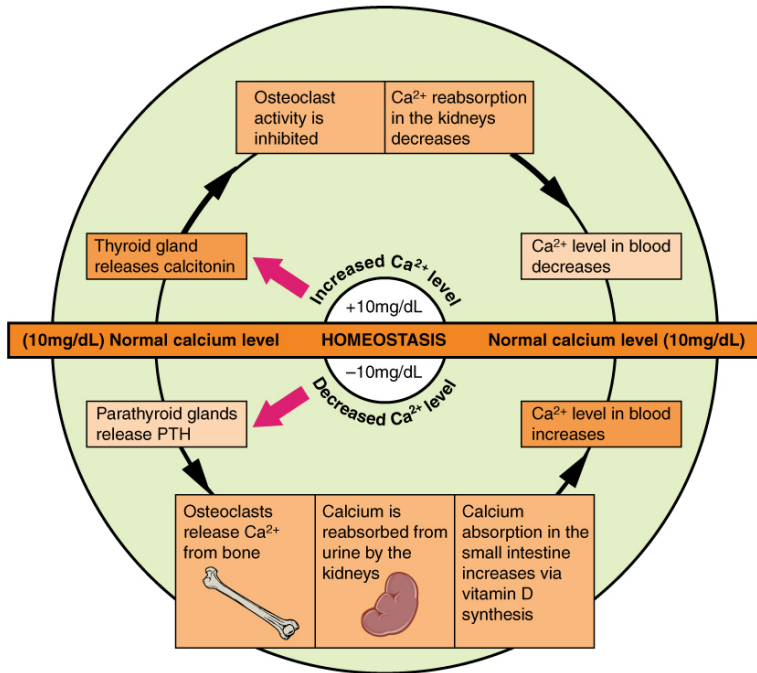 Osteoclast
activity is
inhibited
Ca²⁺ reabsorption
in the kidneys
decreases
Thyroid gland
releases calcitonin
Increased Ca²⁺ level
+10mg/dL
Ca²⁺ level in blood
decreases
(10mg/dL) Normal calcium level
HOMEOSTASIS
Normal calcium level (10mg/dL)
–10mg/dL
Decreased Ca²⁺ level
Parathyroid glands
release PTH
Ca²⁺ level in blood
increases
Osteoclasts
release Ca²⁺
from bone
Calcium is
reabsorbed from
urine by the
kidneys
Calcium
absorption in the
small intestine
increases via
vitamin D
synthesis